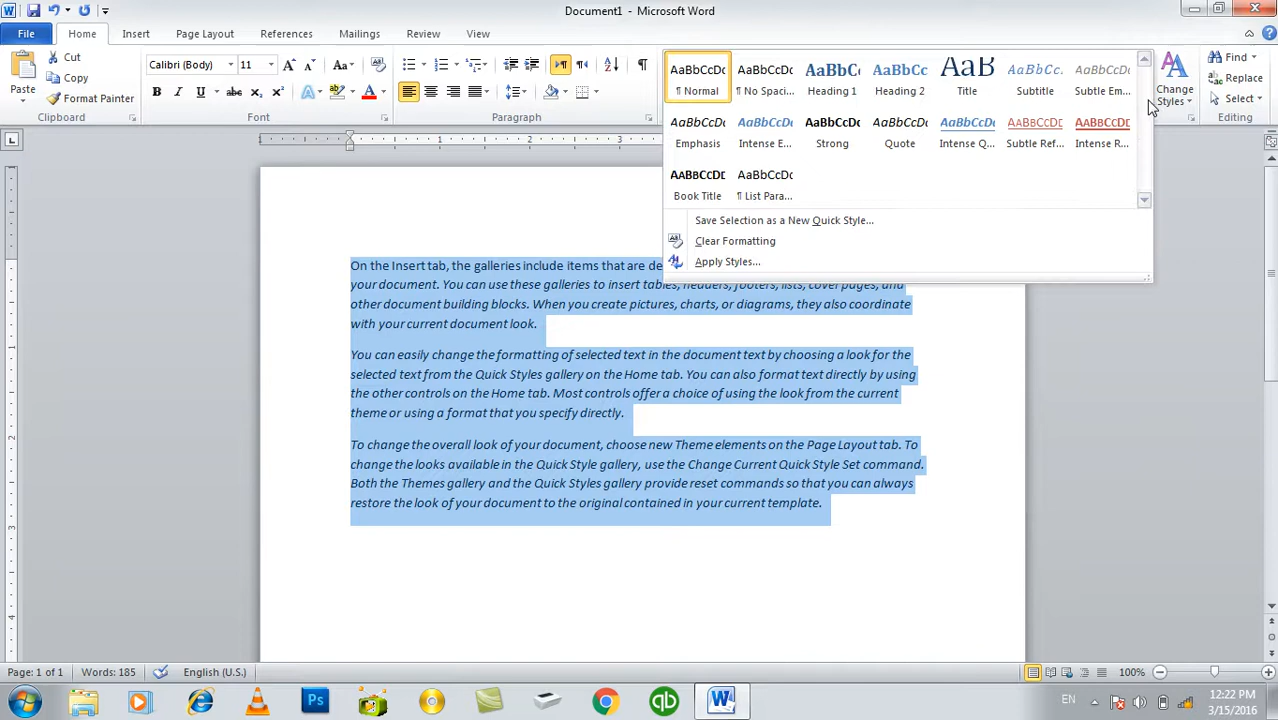 Document1 - Microsoft Word
File Home Insert Page Layout References Mailings Review View
Paste
Cut
Copy
Format Painter
Clipboard
Calibri (Body) 11
Font
Paragraph
AaBbCcDc AaBbCcDc AaBbCc AaBbCc AaB AaBbCc. AaBbCcDc
¶ Normal ¶ No Spaci... Heading 1 Heading 2 Title Subtitle Subtle Em...
AaBbCcDc AaBbCcDc AaBbCcDc AaBbCcDc AaBbCcDc AaBbCcDc AaBbCcDc
Emphasis Intense E... Strong Quote Intense Q... Subtle Ref... Intense R...
AaBbCcDc AaBbCcDc
Book Title ¶ List Para...
Save Selection as a New Quick Style...
Clear Formatting
Apply Styles...
Change
Styles
Find
Replace
Select
Editing
1 2 3
On the Insert tab, the galleries include items that are de
your document. You can use these galleries to insert tables, headers, footers, lists, cover pages, and
other document building blocks. When you create pictures, charts, or diagrams, they also coordinate
with your current document look.
You can easily change the formatting of selected text in the document text by choosing a look for the
selected text from the Quick Styles gallery on the Home tab. You can also format text directly by using
the other controls on the Home tab. Most controls offer a choice of using the look from the current
theme or using a format that you specify directly.
To change the overall look of your document, choose new Theme elements on the Page Layout tab. To
change the looks available in the Quick Style gallery, use the Change Current Quick Style Set command.
Both the Themes gallery and the Quick Styles gallery provide reset commands so that you can always
restore the look of your document to the original contained in your current template.
Page: 1 of 1 Words: 185 English (U.S.) 100%
EN
12:22 PM
3/15/2016